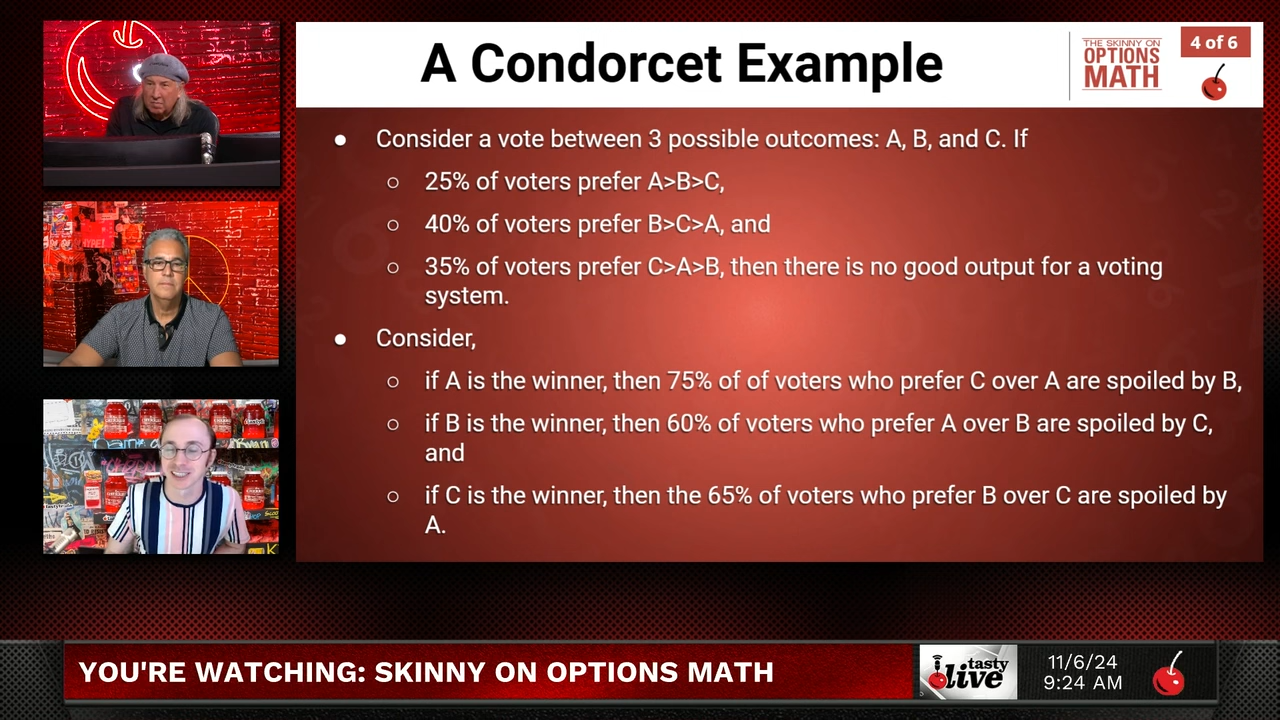 A Condorcet Example
THE SKINNY ON
OPTIONS
MATH
4 of 6
● Consider a vote between 3 possible outcomes: A, B, and C. If
○ 25% of voters prefer A>B>C,
○ 40% of voters prefer B>C>A, and
○ 35% of voters prefer C>A>B, then there is no good output for a voting
system.
● Consider,
○ if A is the winner, then 75% of of voters who prefer C over A are spoiled by B,
○ if B is the winner, then 60% of voters who prefer A over B are spoiled by C,
and
○ if C is the winner, then the 65% of voters who prefer B over C are spoiled by
A.
YOU'RE WATCHING: SKINNY ON OPTIONS MATH
tasty
live
11/6/24
9:24 AM